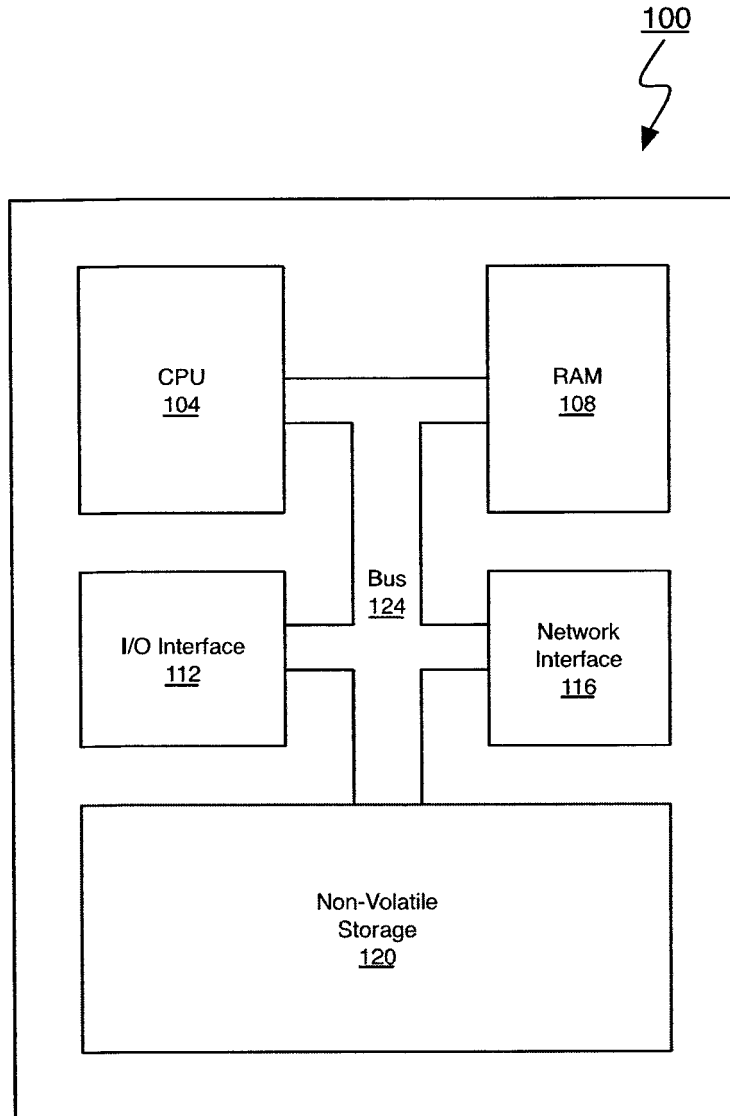 100
CPU
104
RAM
108
Bus
124
I/O Interface
112
Network
Interface
116
Non-Volatile
Storage
120